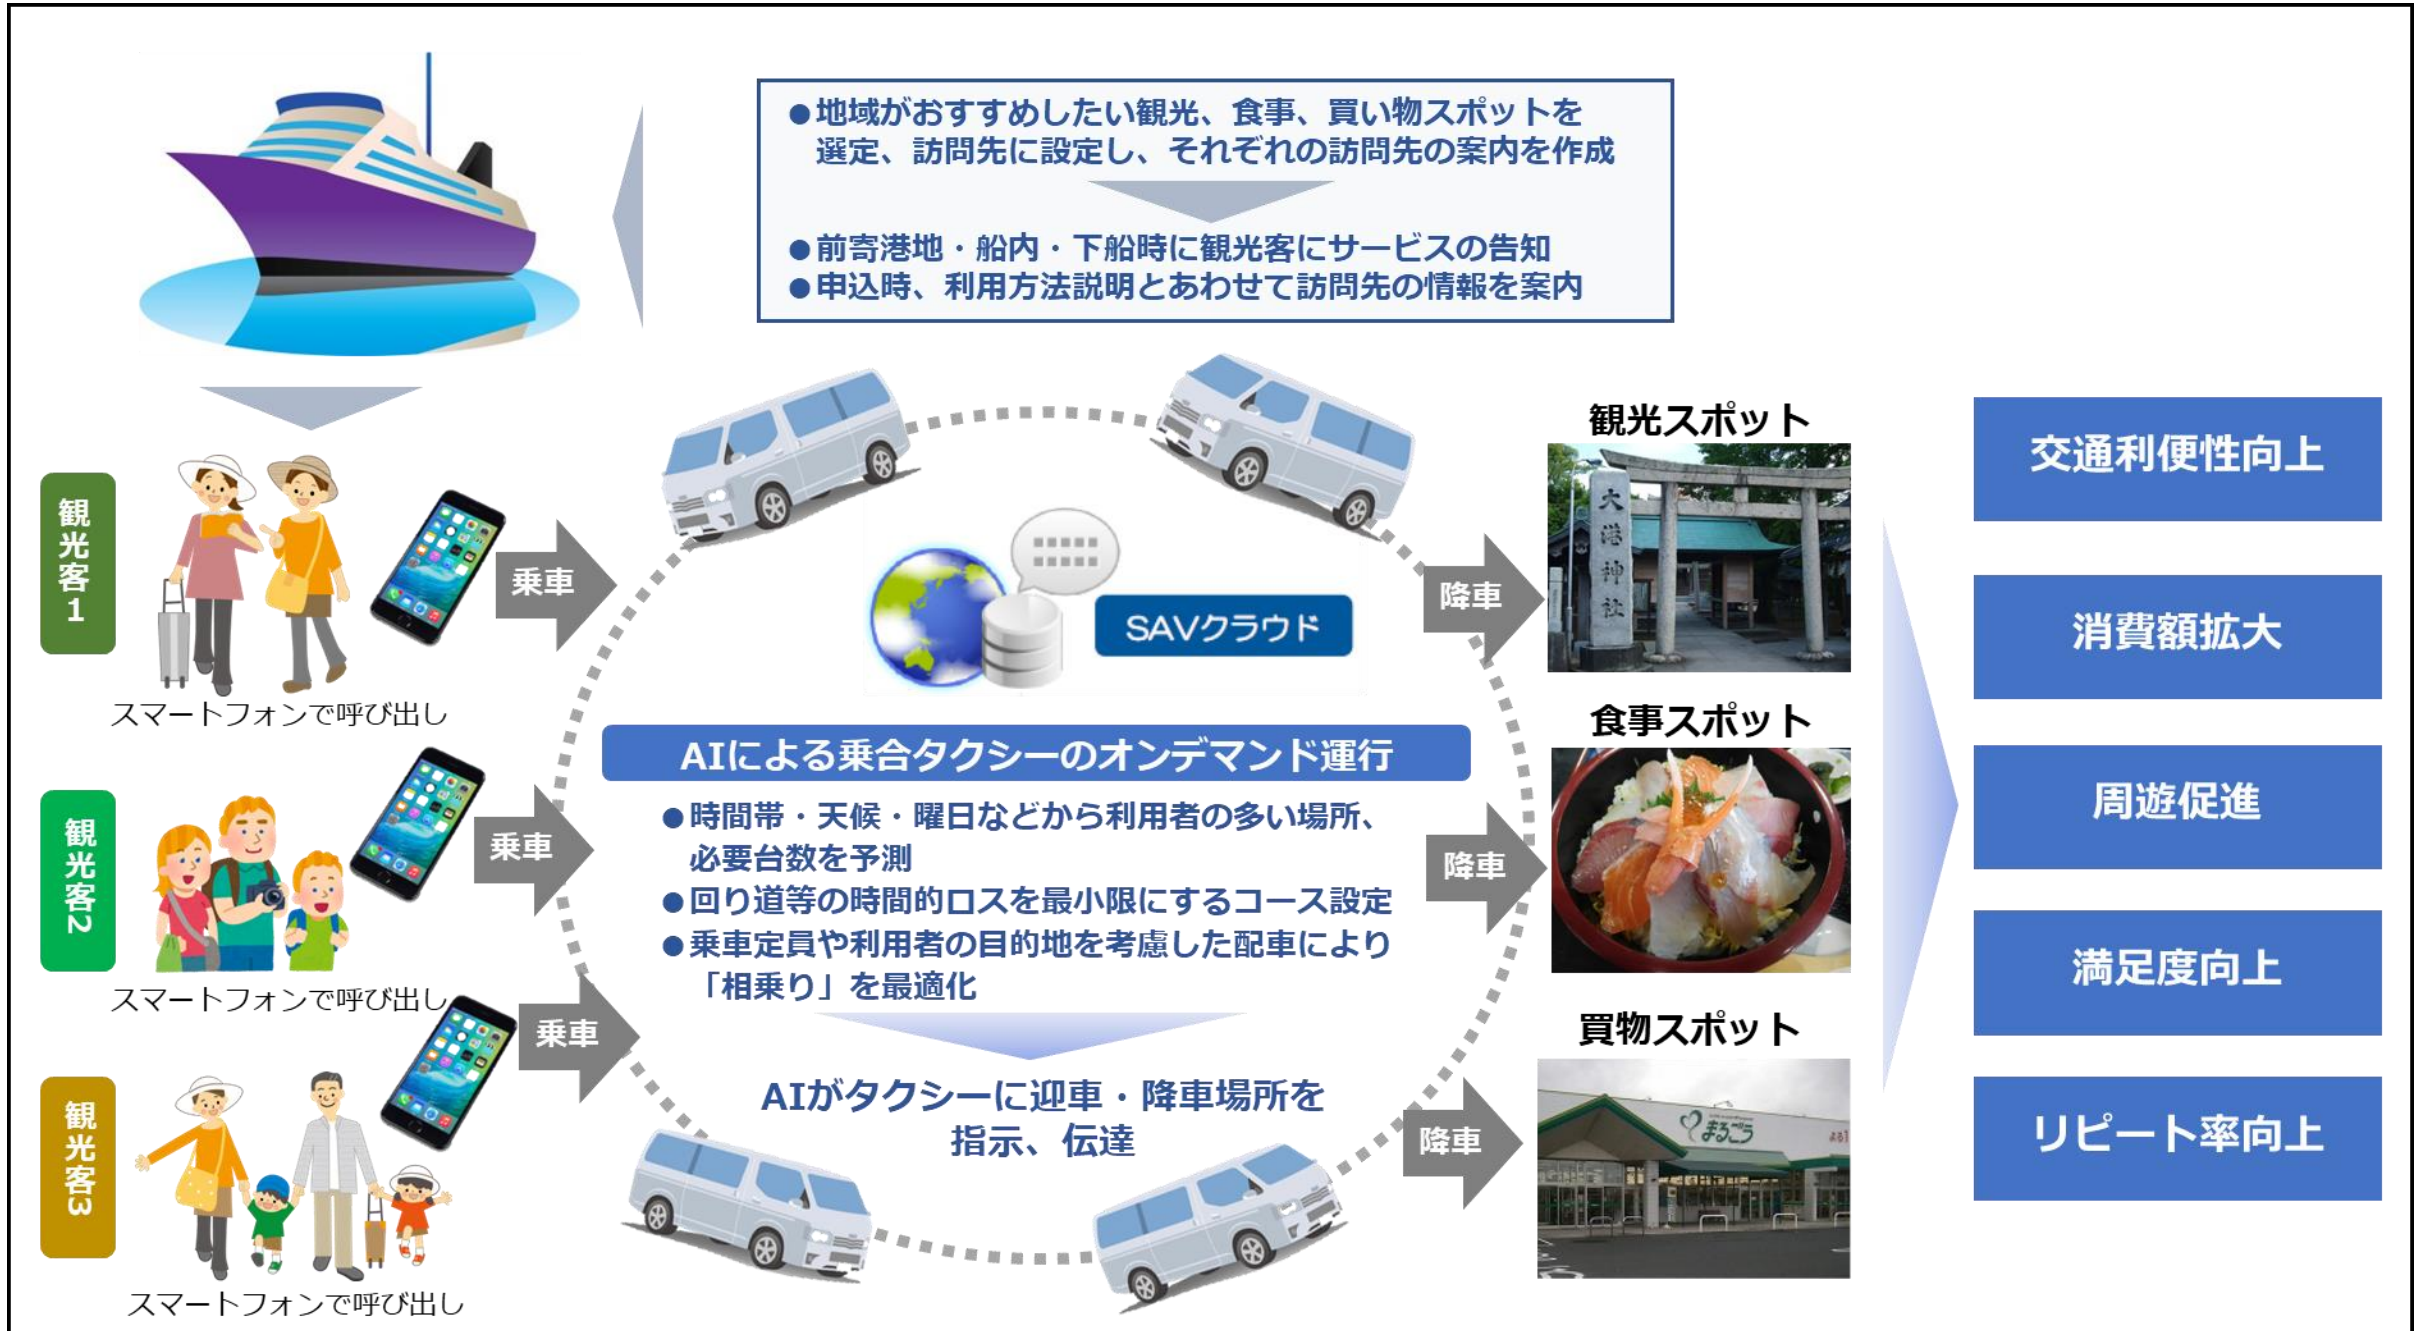 ●地域がおすすめしたい観光、食事、買い物スポットを
選定、訪問先に設定し、それぞれの訪問先の案内を作成
●前寄港地・船内・下船時に観光客にサービスの告知
●申込時、利用方法説明とあわせて訪問先の情報を案内
観光客1
スマートフォンで呼び出し
乗車
観光客2
スマートフォンで呼び出し
乗車
観光客3
スマートフォンで呼び出し
乗車
SAVクラウド
AIによる乗合タクシーのオンデマンド運行
●時間帯・天候・曜日などから利用者の多い場所、
必要台数を予測
●回り道等の時間的ロスを最小限にするコース設定
●乗車定員や利用者の目的地を考慮した配車により
「相乗り」を最適化
AIがタクシーに迎車・降車場所を
指示、伝達
降車
観光スポット
大港神社
降車
食事スポット
降車
買物スポット
まるごう
交通利便性向上
消費額拡大
周遊促進
満足度向上
リピート率向上